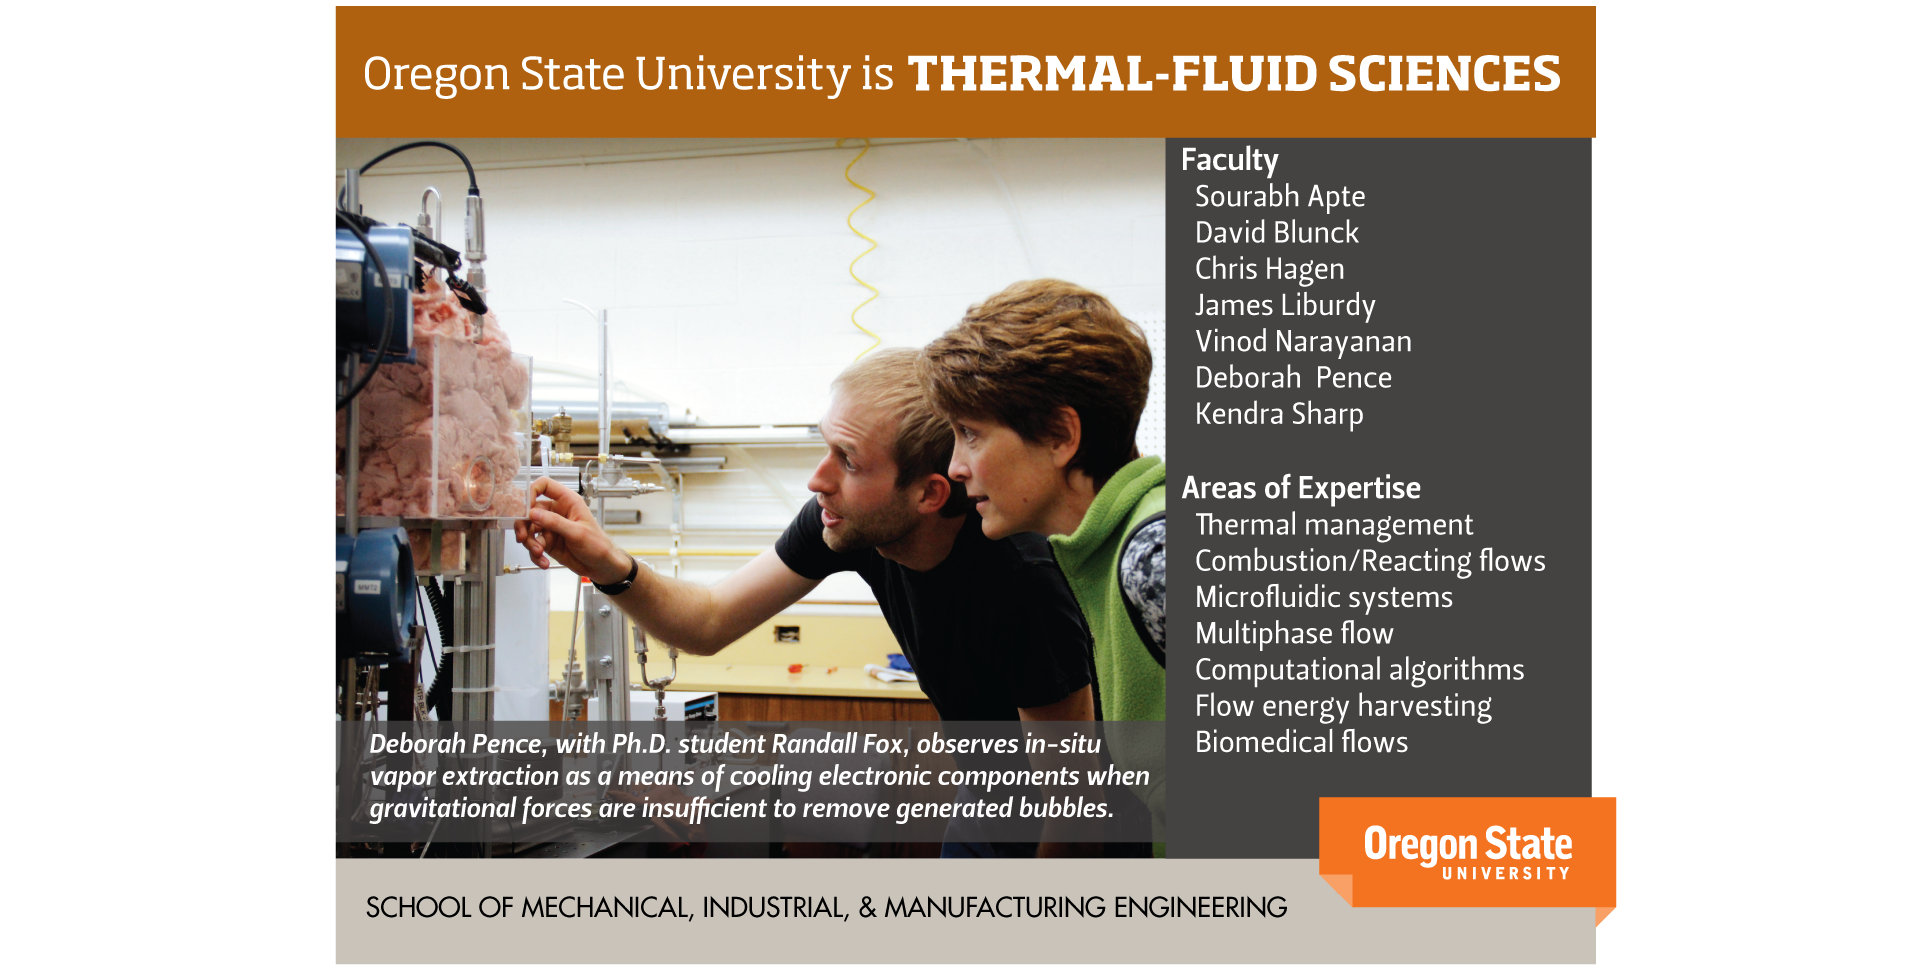 Oregon State University is THERMAL-FLUID SCIENCES
Faculty
Sourabh Apte
David Blunck
Chris Hagen
James Liburdy
Vinod Narayanan
Deborah Pence
Kendra Sharp
Areas of Expertise
Thermal management
Combustion/Reacting flows
Microfluidic systems
Multiphase flow
Computational algorithms
Flow energy harvesting
Biomedical flows
Deborah Pence, with Ph.D. student Randall Fox, observes in-situ
vapor extraction as a means of cooling electronic components when
gravitational forces are insufficient to remove generated bubbles.
SCHOOL OF MECHANICAL, INDUSTRIAL, & MANUFACTURING ENGINEERING
Oregon State
UNIVERSITY